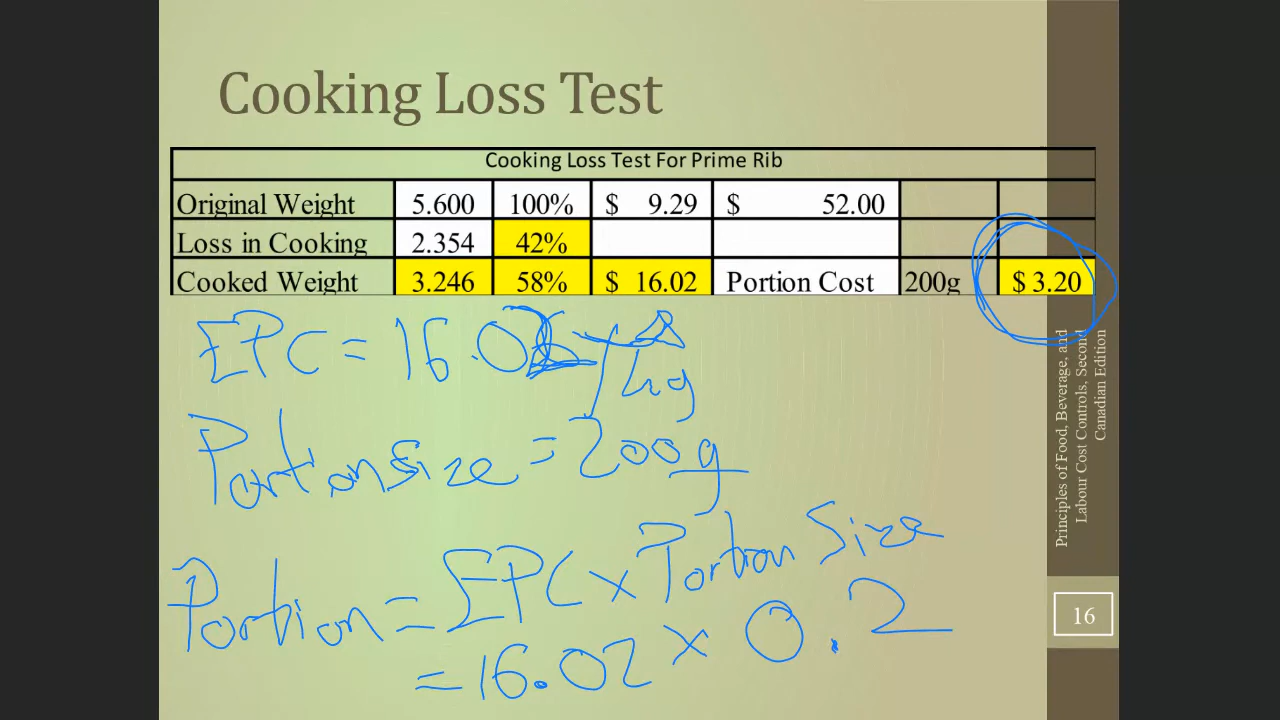 Cooking Loss Test
Cooking Loss Test For Prime Rib
Original Weight 5.600 100% $ 9.29 $ 52.00
Loss in Cooking 2.354 42%
Cooked Weight 3.246 58% $ 16.02 Portion Cost 200g $ 3.20
EPC = 16.02 /kg
Portion size = 200g
Portion = EPC x Portion Size
= 16.02 x 0.2
Principles of Food, Beverage, and
Labour Cost Controls, Second
Canadian Edition
16